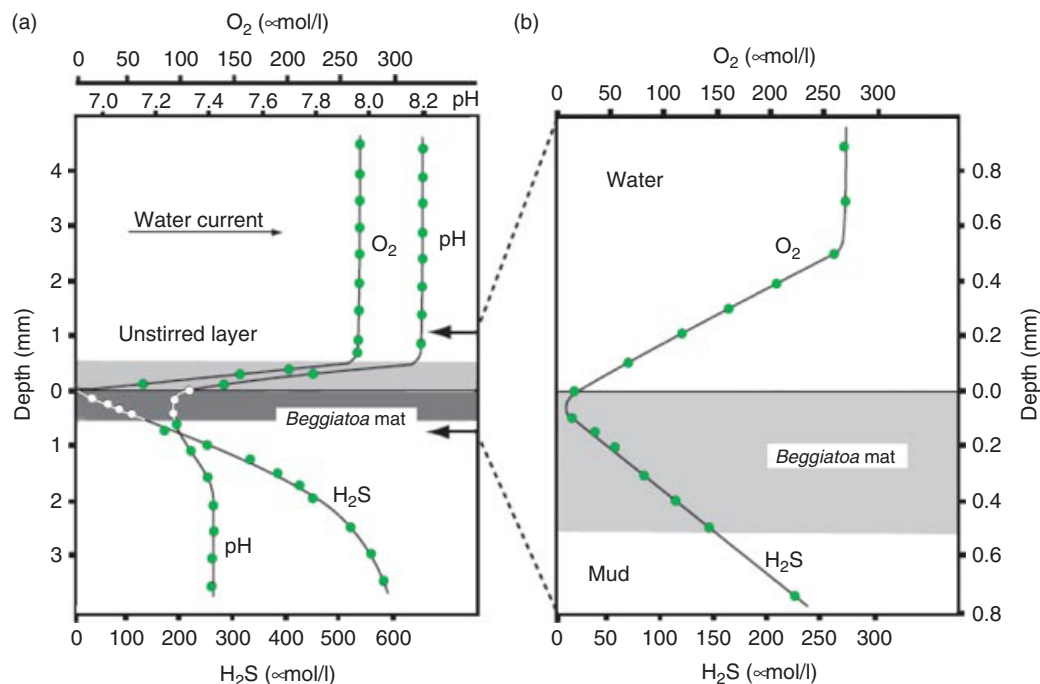 (a)
O₂ (∝mol/l)
0 50 100 150 200 250 300
7.0 7.2 7.4 7.6 7.8 8.0 8.2 pH
Depth (mm)
4
3
2
1
0
1
2
3
Water current
O₂
pH
Unstirred layer
Beggiatoa mat
H₂S
pH
0 100 200 300 400 500 600
H₂S (∝mol/l)
(b)
O₂ (∝mol/l)
0 50 100 150 200 250 300
Water
O₂
Beggiatoa mat
H₂S
Mud
0.8
0.6
0.4
0.2
0.0
0.2
0.4
0.6
0.8
Depth (mm)
0 50 100 150 200 250 300
H₂S (∝mol/l)